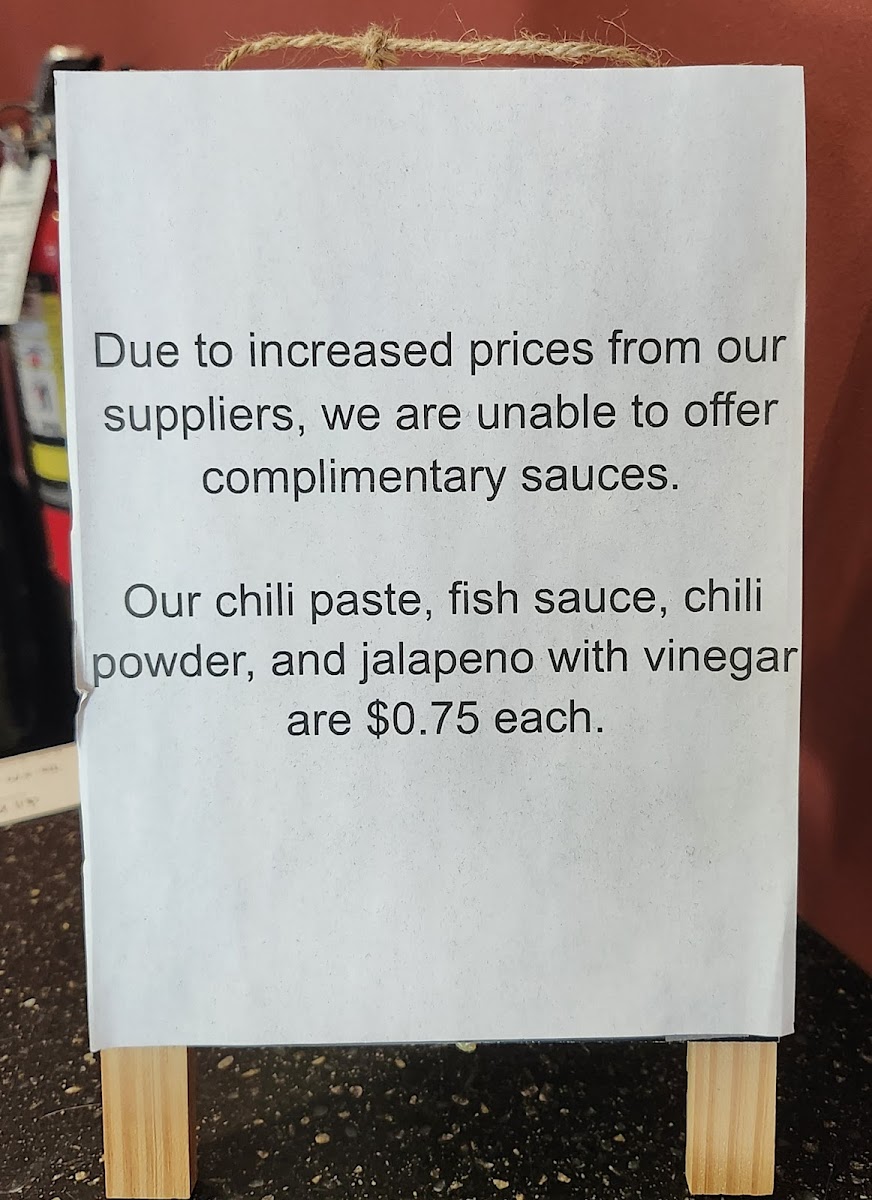 Due to increased prices from our
suppliers, we are unable to offer
complimentary sauces.
Our chili paste, fish sauce, chili
powder, and jalapeno with vinegar
are $0.75 each.